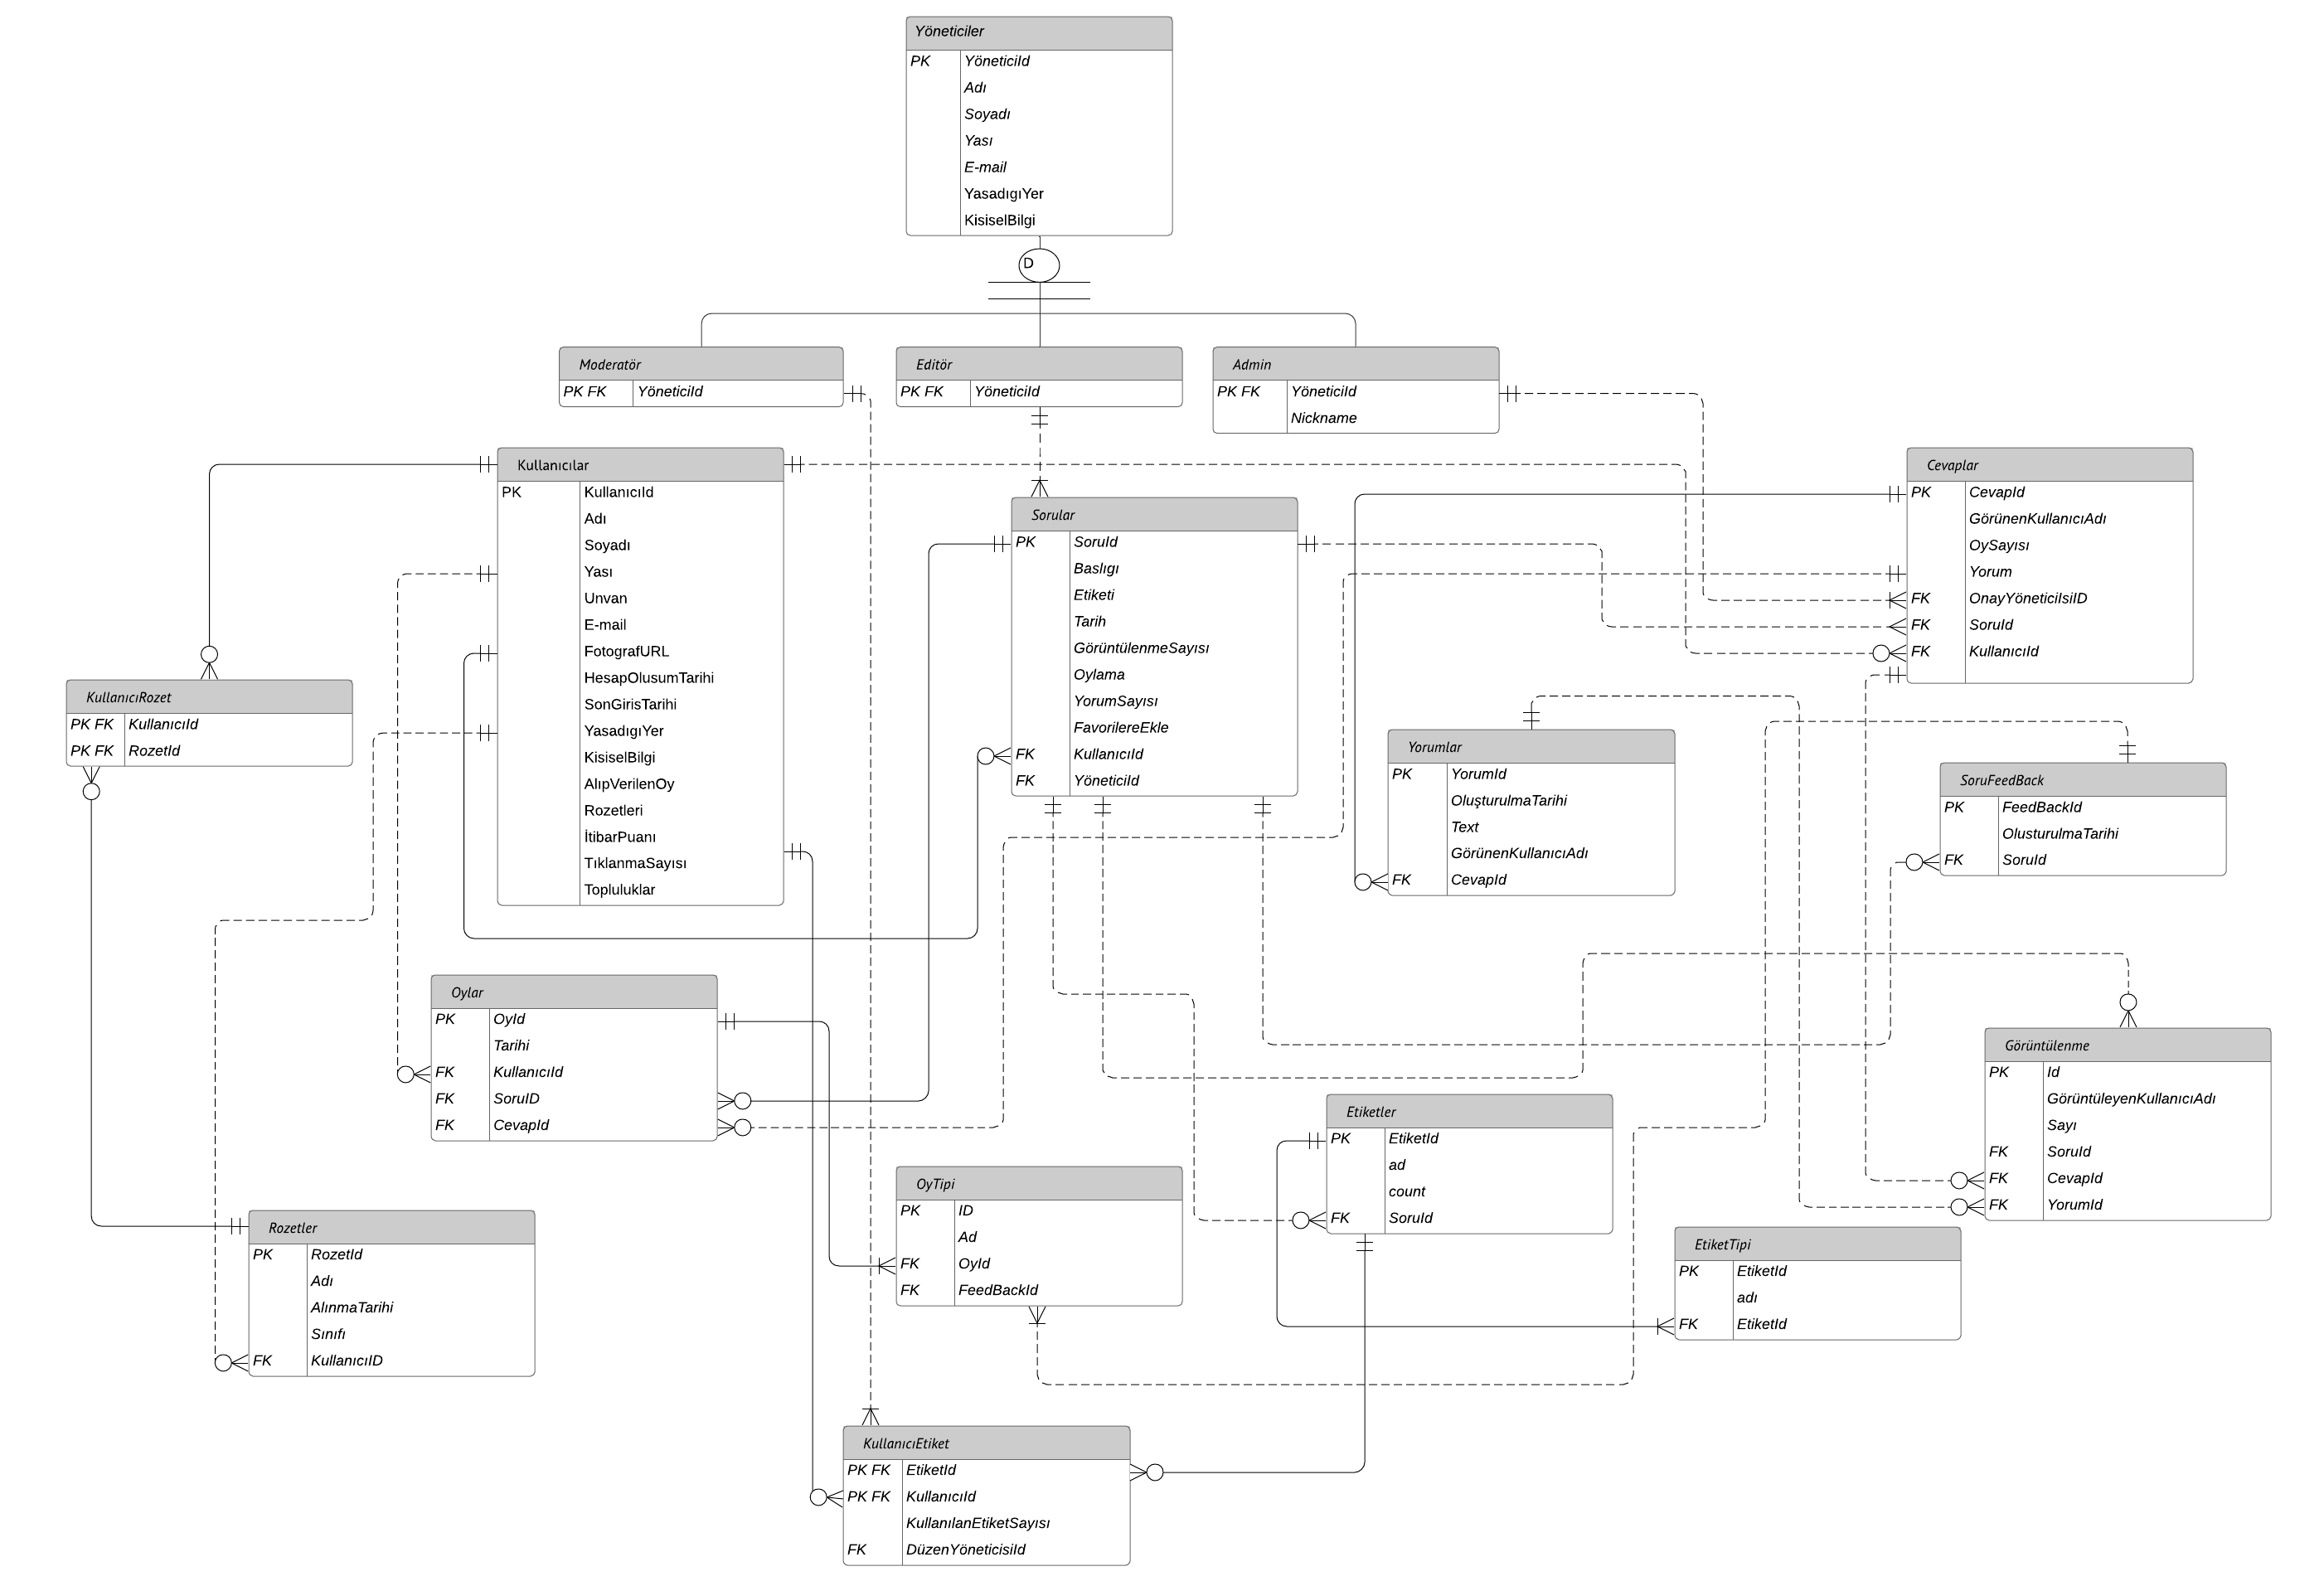 Yöneticiler
PK YöneticiId
Adı
Soyadı
Yası
E-mail
YasadıgıYer
KisiselBilgi
D
Moderatör
PK FK YöneticiId
Editör
PK FK YöneticiId
Admin
PK FK YöneticiId
Nickname
Kullanıcılar
PK KullanıcıId
Adı
Soyadı
Yası
Unvan
E-mail
FotografURL
HesapOlusumTarihi
SonGirisTarihi
YasadıgıYer
KisiselBilgi
AlıpVerilenOy
Rozetleri
İtibarPuanı
TıklanmaSayısı
Topluluklar
Sorular
PK SoruId
Baslıgı
Etiketi
Tarih
GörüntülenmeSayısı
Oylama
YorumSayısı
FavorilereEkle
FK KullanıcıId
FK YöneticiId
Cevaplar
PK CevapId
GörünenKullanıcıAdı
OySayısı
Yorum
FK OnayYöneticiIsiID
FK SoruId
FK KullanıcıId
KullanıcıRozet
PK FK KullanıcıId
PK FK RozetId
Yorumlar
PK YorumId
OluşturulmaTarihi
Text
GörünenKullanıcıAdı
FK CevapId
SoruFeedBack
PK FeedBackId
OlusturulmaTarihi
FK SoruId
Oylar
PK OyId
Tarihi
FK KullanıcıId
FK SoruID
FK CevapId
Görüntülenme
PK Id
GörüntüleyenKullanıcıAdı
Sayı
FK SoruId
FK CevapId
FK YorumId
Etiketler
PK EtiketId
ad
count
FK SoruId
OyTipi
PK ID
Ad
FK OyId
FK FeedBackId
Rozetler
PK RozetId
Adı
AlınmaTarihi
Sınıfı
FK KullanıcıID
EtiketTipi
PK EtiketId
adı
FK EtiketId
KullanıcıEtiket
PK FK EtiketId
PK FK KullanıcıId
KullanılanEtiketSayısı
FK DüzenYöneticisiId